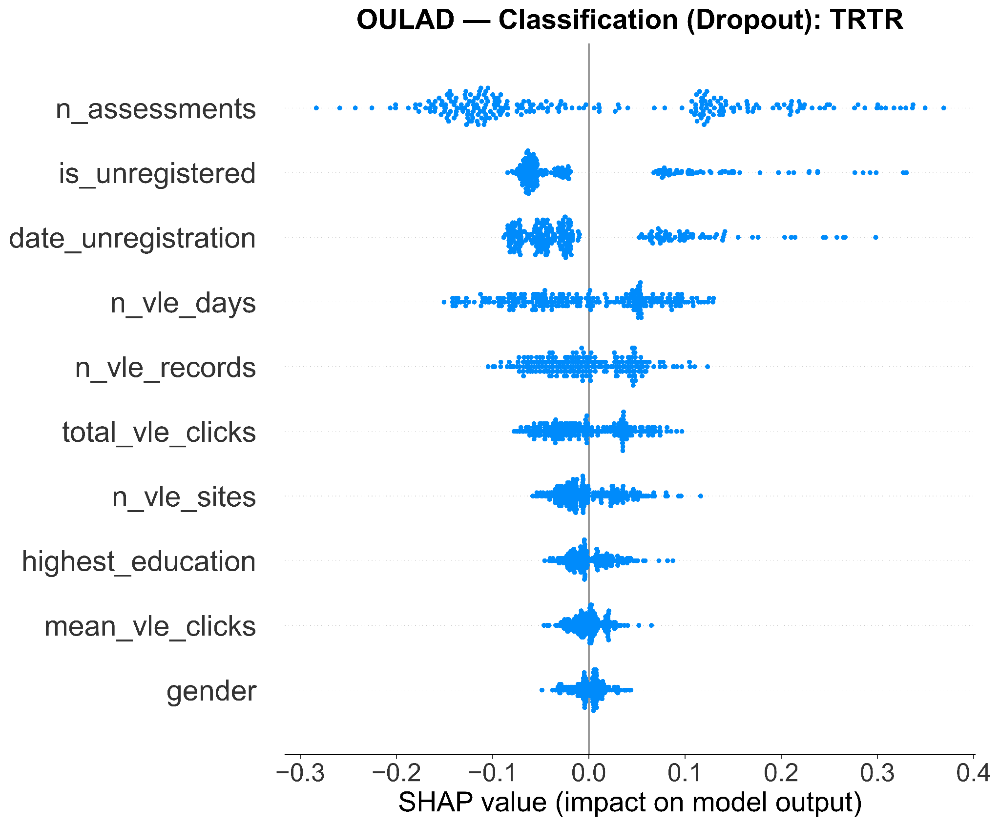 OULAD — Classification (Dropout): TRTR
n_assessments
is_unregistered
date_unregistration
n_vle_days
n_vle_records
total_vle_clicks
n_vle_sites
highest_education
mean_vle_clicks
gender
−0.3 −0.2 −0.1 0.0 0.1 0.2 0.3 0.4
SHAP value (impact on model output)